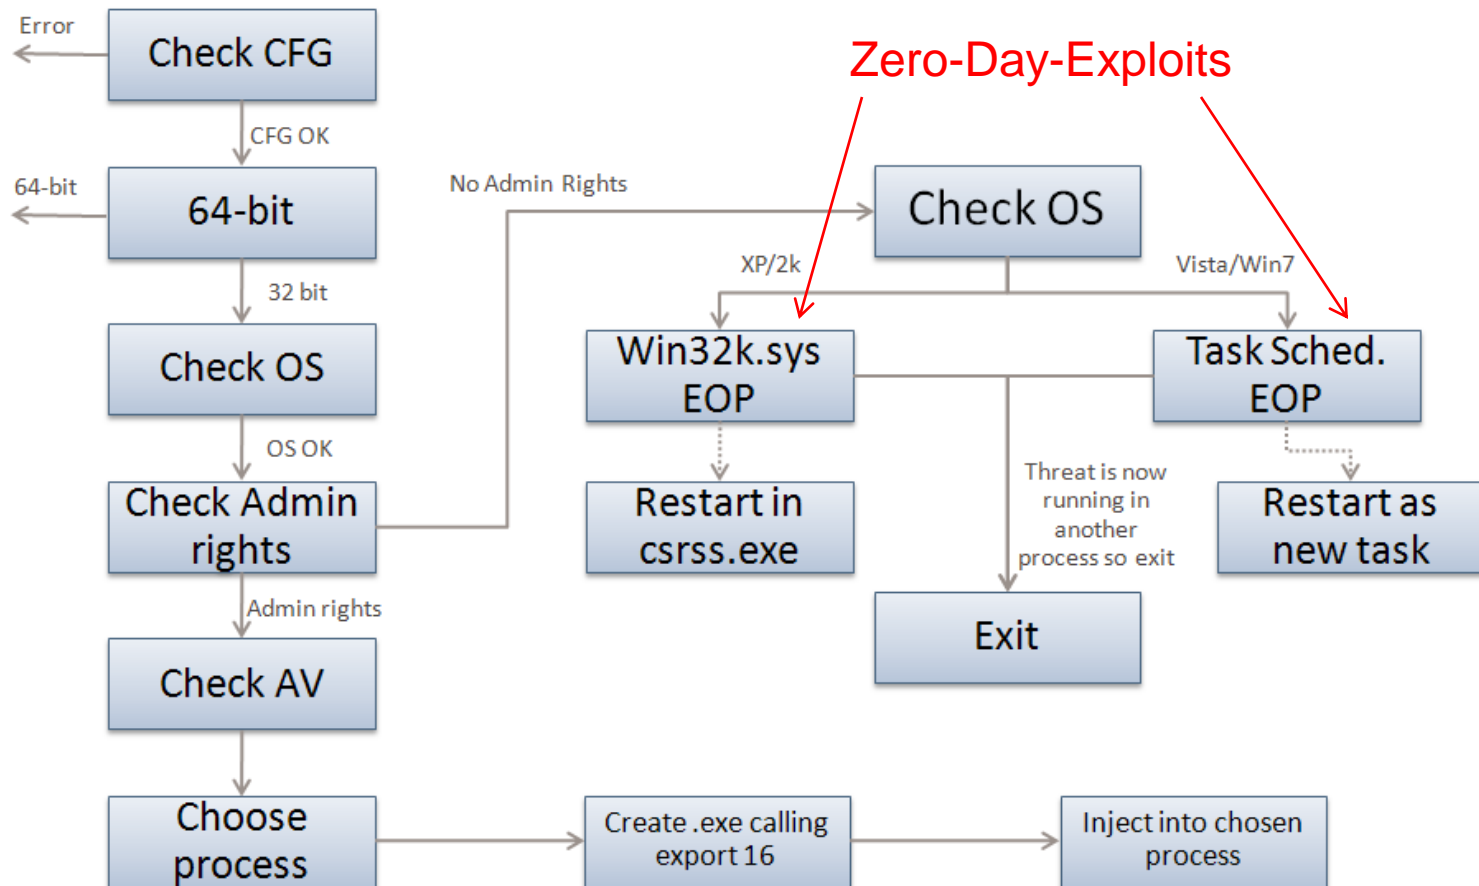 Error
Check CFG
Zero-Day-Exploits
CFG OK
64-bit
64-bit
No Admin Rights
Check OS
XP/2k
Vista/Win7
32 bit
Check OS
Win32k.sys
EOP
Task Sched.
EOP
OS OK
Check Admin
rights
Restart in
csrss.exe
Threat is now
running in
another
process so exit
Restart as
new task
Admin rights
Exit
Check AV
Choose
process
Create .exe calling
export 16
Inject into chosen
process